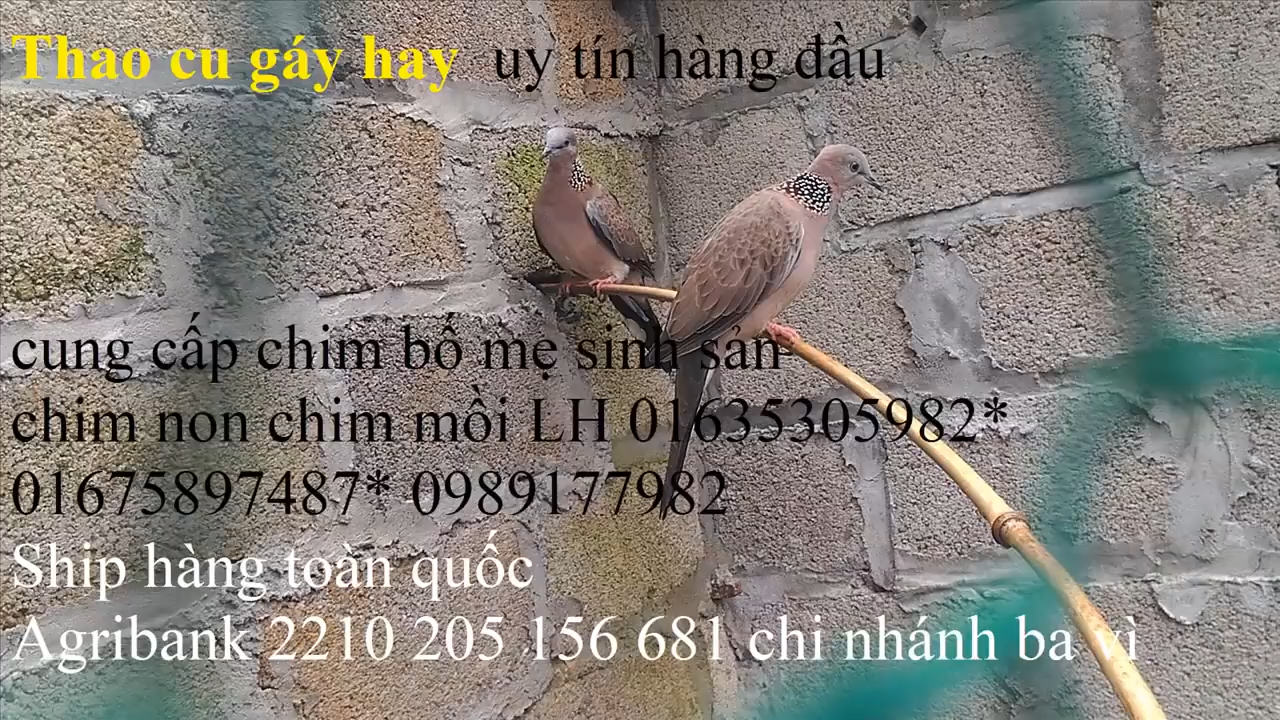 Thao cu gáy hay uy tín hàng đầu
cung cấp chim bố mẹ sinh sản
chim non chim mồi LH 01635305982*
01675897487* 0989177982
Ship hàng toàn quốc
Agribank 2210 205 156 681 chi nhánh ba vì